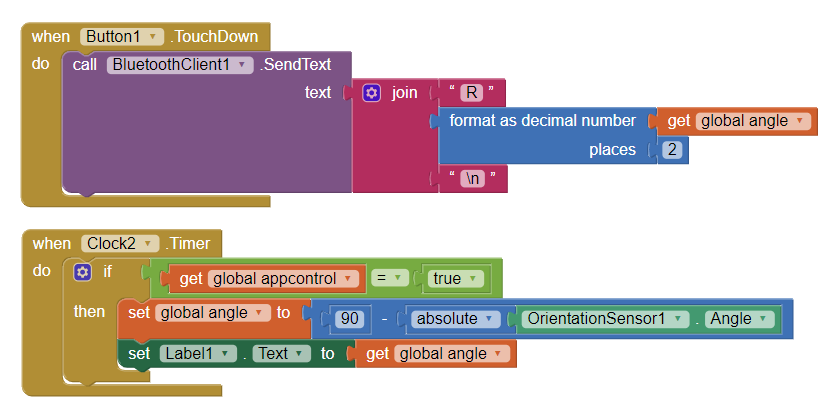 when Button1 .TouchDown
do call BluetoothClient1 .SendText
text join “ R ”
format as decimal number get global angle
places 2
“ \n ”
when Clock2 .Timer
do if get global appcontrol = true
then set global angle to 90 - absolute OrientationSensor1 . Angle
set Label1 . Text to get global angle